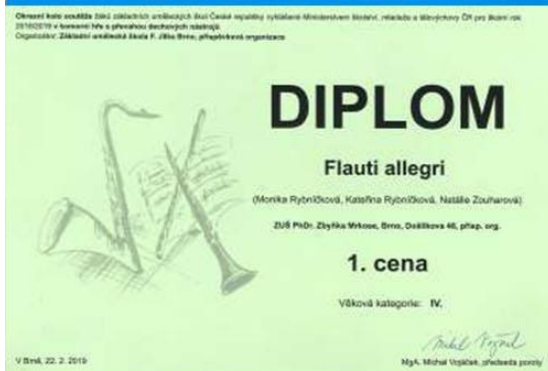 Okresní kolo soutěže žáků základních uměleckých škol České republiky vyhlášené Ministerstvem školství, mládeže a tělovýchovy ČR pro školní rok
2018/2019 v komorní hře s převahou dechových nástrojů
Organizátor: Základní umělecká škola F. Jílka Brno, příspěvková organizace
DIPLOM
Flauti allegri
(Monika Rybníčková, Kateřina Rybníčková, Natálie Zouharová)
ZUŠ PhDr. Zbyňka Mrkose, Brno, Došlíkova 48, přísp. org.
1. cena
Věková kategorie: IV.
V Brně, 22. 2. 2019
MgA. Michal Vojáček, předseda poroty